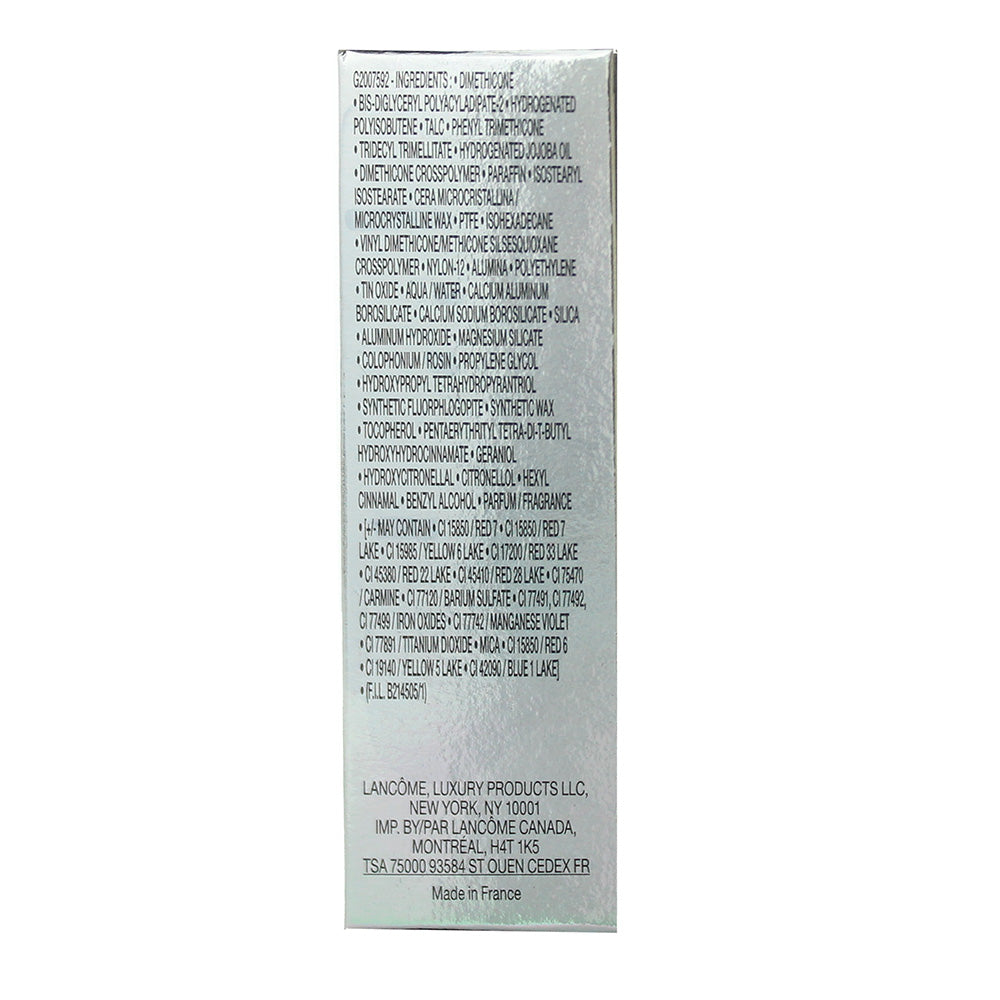 G2007592 - INGREDIENTS : • DIMETHICONE
• BIS-DIGLYCERYL POLYACYLADIPATE-2 • HYDROGENATED
POLYISOBUTENE • TALC • PHENYL TRIMETHICONE
• TRIDECYL TRIMELLITATE • HYDROGENATED JOJOBA OIL
• DIMETHICONE CROSSPOLYMER • PARAFFIN • ISOSTEARYL
ISOSTEARATE • CERA MICROCRISTALLINA /
MICROCRYSTALLINE WAX • PTFE • ISOHEXADECANE
• VINYL DIMETHICONE/METHICONE SILSESQUIOXANE
CROSSPOLYMER • NYLON-12 • ALUMINA • POLYETHYLENE
• TIN OXIDE • AQUA / WATER • CALCIUM ALUMINUM
BOROSILICATE • CALCIUM SODIUM BOROSILICATE • SILICA
• ALUMINUM HYDROXIDE • MAGNESIUM SILICATE
• COLOPHONIUM / ROSIN • PROPYLENE GLYCOL
• HYDROXYPROPYL TETRAHYDROPYRANTRIOL
• SYNTHETIC FLUORPHLOGOPITE • SYNTHETIC WAX
• TOCOPHEROL • PENTAERYTHRITYL TETRA-DI-T-BUTYL
HYDROXYHYDROCINNAMATE • GERANIOL
• HYDROXYCITRONELLAL • CITRONELLOL • HEXYL
CINNAMAL • BENZYL ALCOHOL • PARFUM / FRAGRANCE
• [+/- MAY CONTAIN • CI 15850 / RED 7 • CI 15850 / RED 7
LAKE • CI 15985 / YELLOW 6 LAKE • CI 17200 / RED 33 LAKE
• CI 45380 / RED 22 LAKE • CI 45410 / RED 28 LAKE • CI 75470
/ CARMINE • CI 77120 / BARIUM SULFATE • CI 77491, CI 77492,
CI 77499 / IRON OXIDES • CI 77742 / MANGANESE VIOLET
• CI 77891 / TITANIUM DIOXIDE • MICA • CI 15850 / RED 6
• CI 19140 / YELLOW 5 LAKE • CI 42090 / BLUE 1 LAKE]
• (F.I.L. B214505/1)
LANCÔME, LUXURY PRODUCTS LLC,
NEW YORK, NY 10001
IMP. BY/PAR LANCÔME CANADA,
MONTRÉAL, H4T 1K5
TSA 75000 93584 ST OUEN CEDEX FR
Made in France